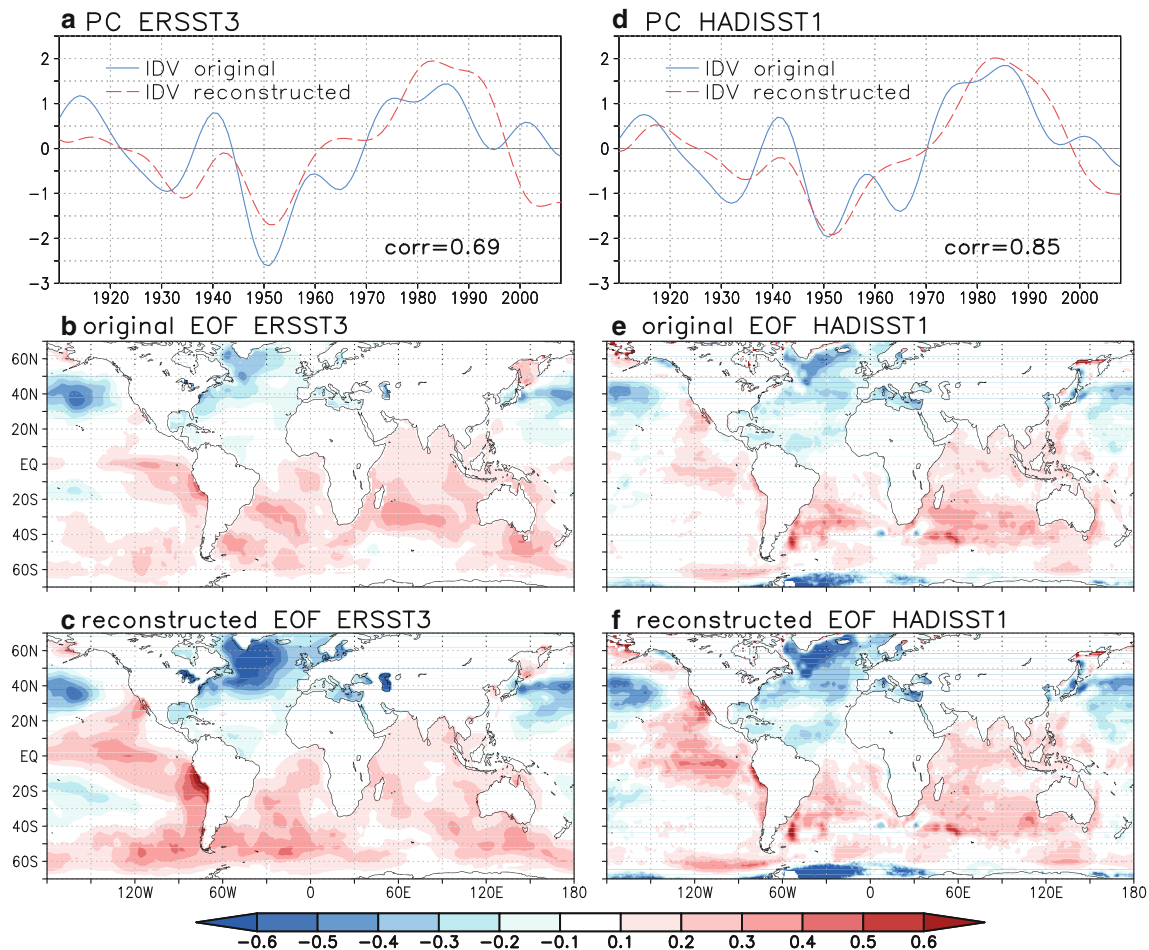 a PC ERSST3
2
1
0
-1
-2
-3
IDV original
IDV reconstructed
corr=0.69
1920 1930 1940 1950 1960 1970 1980 1990 2000
d PC HADISST1
2
1
0
-1
-2
-3
IDV original
IDV reconstructed
corr=0.85
1920 1930 1940 1950 1960 1970 1980 1990 2000
b original EOF ERSST3
60N
40N
20N
EQ
20S
40S
60S
e original EOF HADISST1
c reconstructed EOF ERSST3
60N
40N
20N
EQ
20S
40S
60S
120W 60W 0 60E 120E 180
f reconstructed EOF HADISST1
120W 60W 0 60E 120E 180
-0.6 -0.5 -0.4 -0.3 -0.2 -0.1 0.1 0.2 0.3 0.4 0.5 0.6